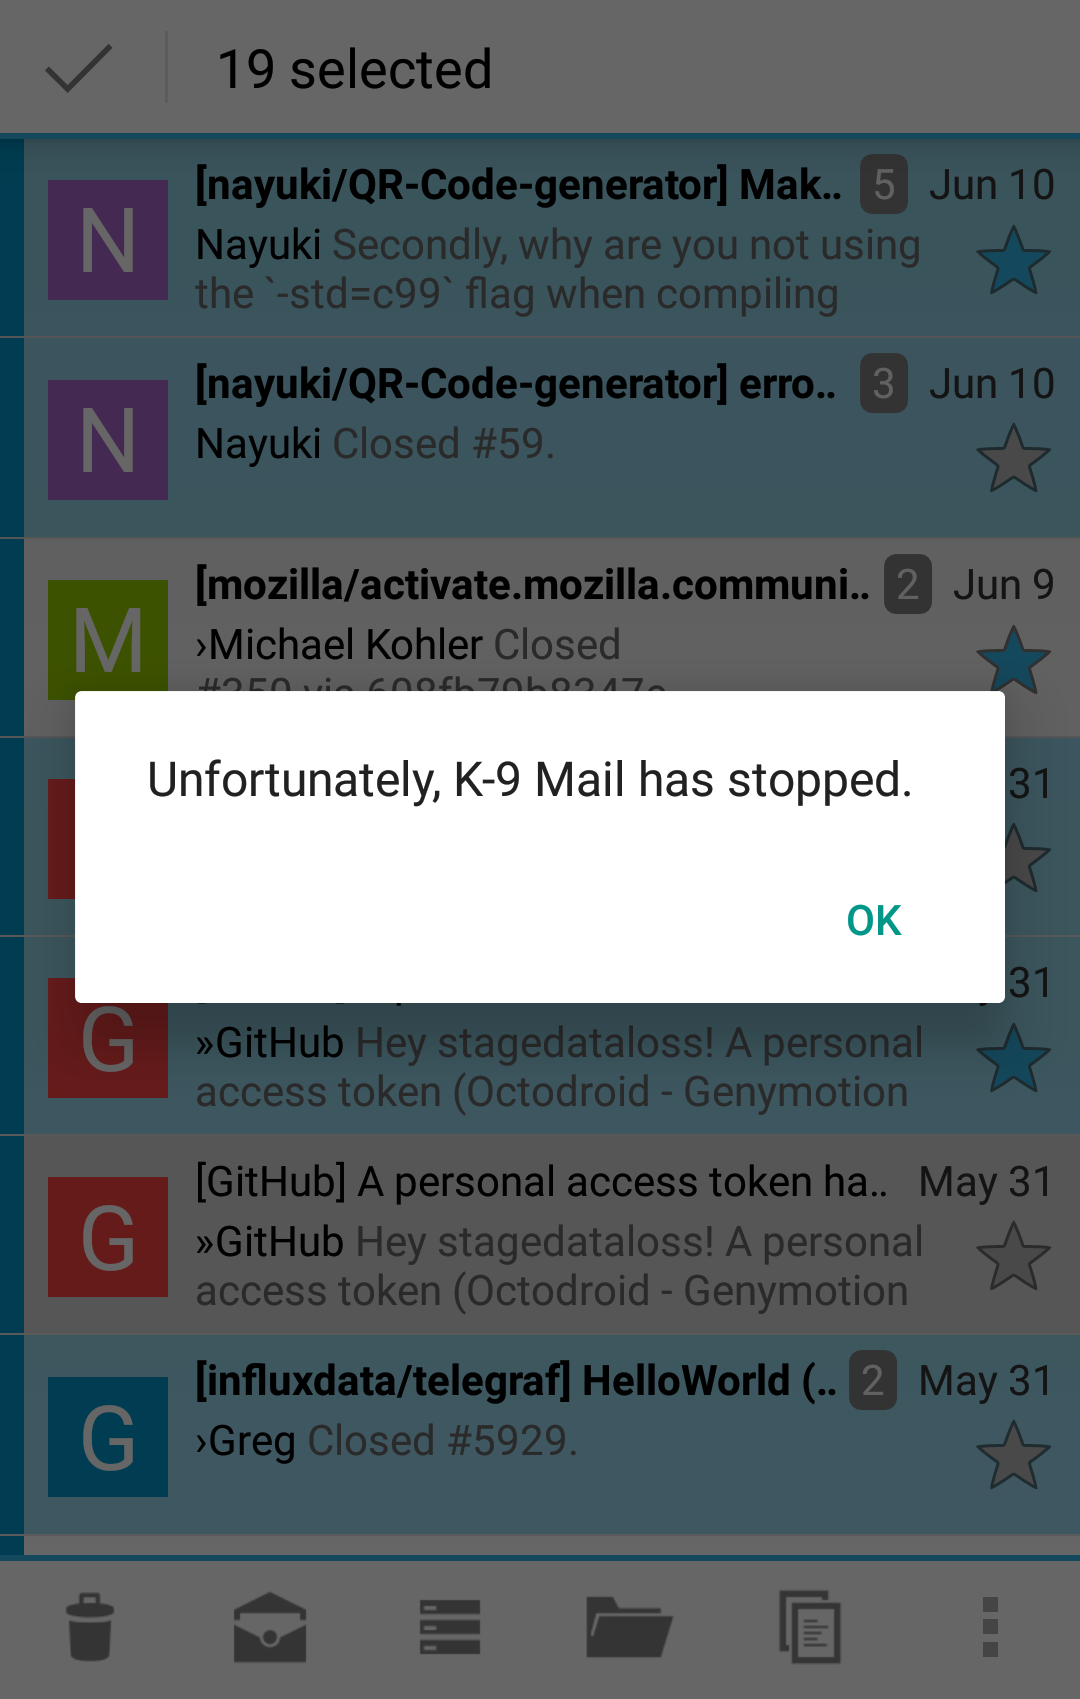 19 selected
N
[nayuki/QR-Code-generator] Mak.. 5 Jun 10
Nayuki Secondly, why are you not using
the `-std=c99` flag when compiling
N
[nayuki/QR-Code-generator] erro.. 3 Jun 10
Nayuki Closed #59.
M
[mozilla/activate.mozilla.communi.. 2 Jun 9
›Michael Kohler Closed
Unfortunately, K-9 Mail has stopped.
OK
31
31
G
»GitHub Hey stagedataloss! A personal
access token (Octodroid - Genymotion
G
[GitHub] A personal access token ha.. May 31
»GitHub Hey stagedataloss! A personal
access token (Octodroid - Genymotion
G
[influxdata/telegraf] HelloWorld (.. 2 May 31
›Greg Closed #5929.